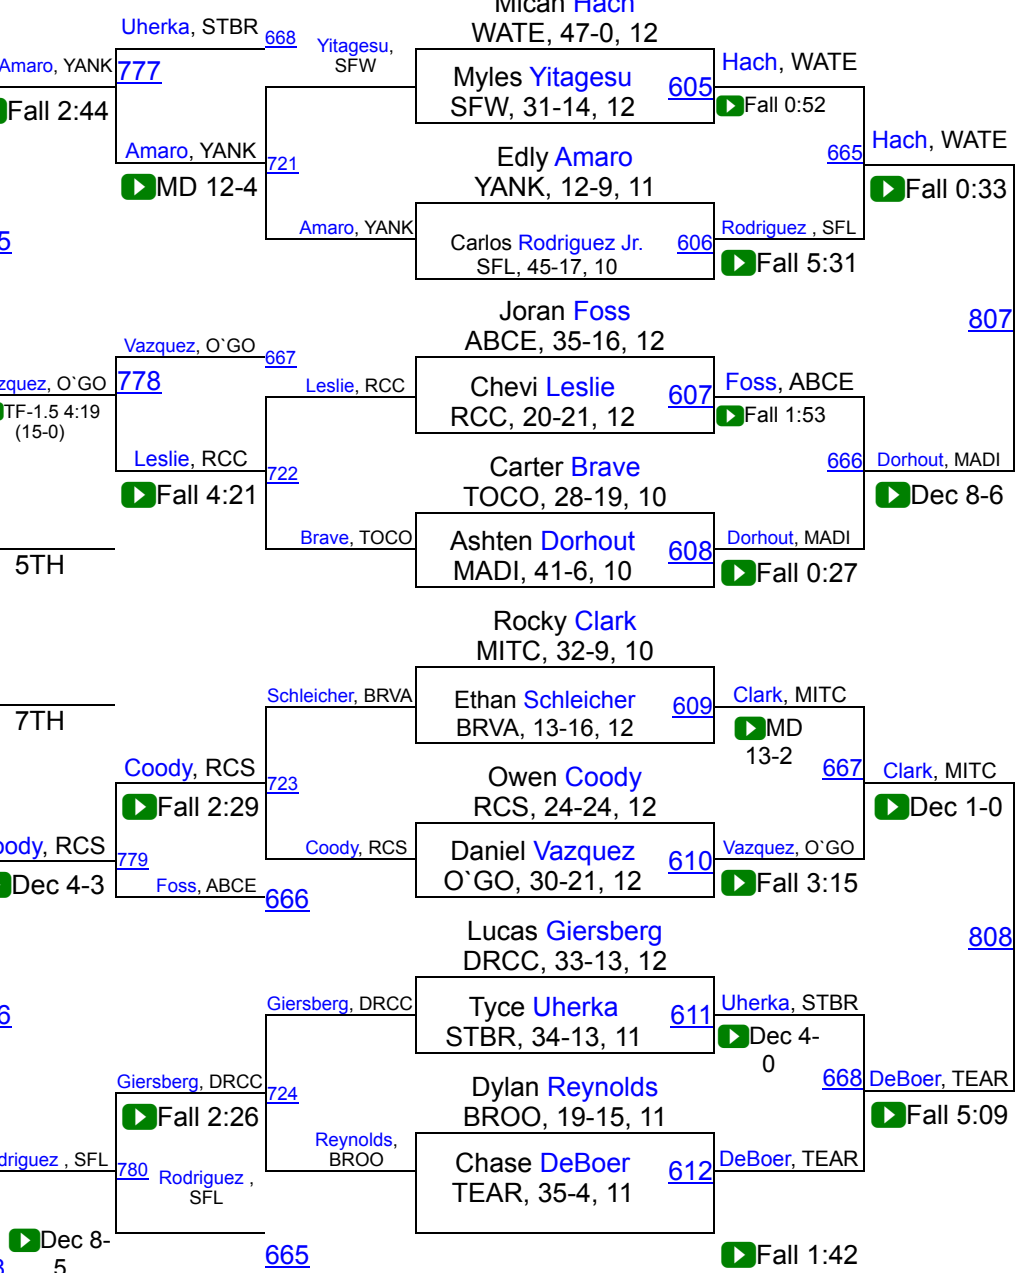 Uherka, STBR
668
Amaro, YANK
777
Fall 2:44
Amaro, YANK
721
MD 12-4
Yitagesu,
SFW
Amaro, YANK
Hach
WATE, 47-0, 12
Myles Yitagesu
SFW, 31-14, 12
605
Hach, WATE
Fall 0:52
Edly Amaro
YANK, 12-9, 11
Carlos Rodriguez Jr.
SFL, 45-17, 10
606
Rodriguez , SFL
Fall 5:31
665
Hach, WATE
Fall 0:33
807
Vazquez, O`GO
667
zquez, O`GO
778
TF-1.5 4:19
(15-0)
Leslie, RCC
722
Fall 4:21
Leslie, RCC
Brave, TOCO
Joran Foss
ABCE, 35-16, 12
Chevi Leslie
RCC, 20-21, 12
607
Foss, ABCE
Fall 1:53
Carter Brave
TOCO, 28-19, 10
Ashten Dorhout
MADI, 41-6, 10
608
Dorhout, MADI
Fall 0:27
666
Dorhout, MADI
Dec 8-6
5TH
7TH
Schleicher, BRVA
Coody, RCS
723
Fall 2:29
Coody, RCS
oody, RCS
779
Dec 4-3
Foss, ABCE
666
Rocky Clark
MITC, 32-9, 10
Ethan Schleicher
BRVA, 13-16, 12
609
Clark, MITC
MD
13-2
Owen Coody
RCS, 24-24, 12
Daniel Vazquez
O`GO, 30-21, 12
610
Vazquez, O`GO
Fall 3:15
667
Clark, MITC
Dec 1-0
808
Giersberg, DRCC
Giersberg, DRCC
724
Fall 2:26
Reynolds,
BROO
driguez , SFL
780
Rodriguez ,
SFL
Dec 8-
5
665
Lucas Giersberg
DRCC, 33-13, 12
Tyce Uherka
STBR, 34-13, 11
611
Uherka, STBR
Dec 4-
0
Dylan Reynolds
BROO, 19-15, 11
Chase DeBoer
TEAR, 35-4, 11
612
DeBoer, TEAR
Fall 1:42
668
DeBoer, TEAR
Fall 5:09